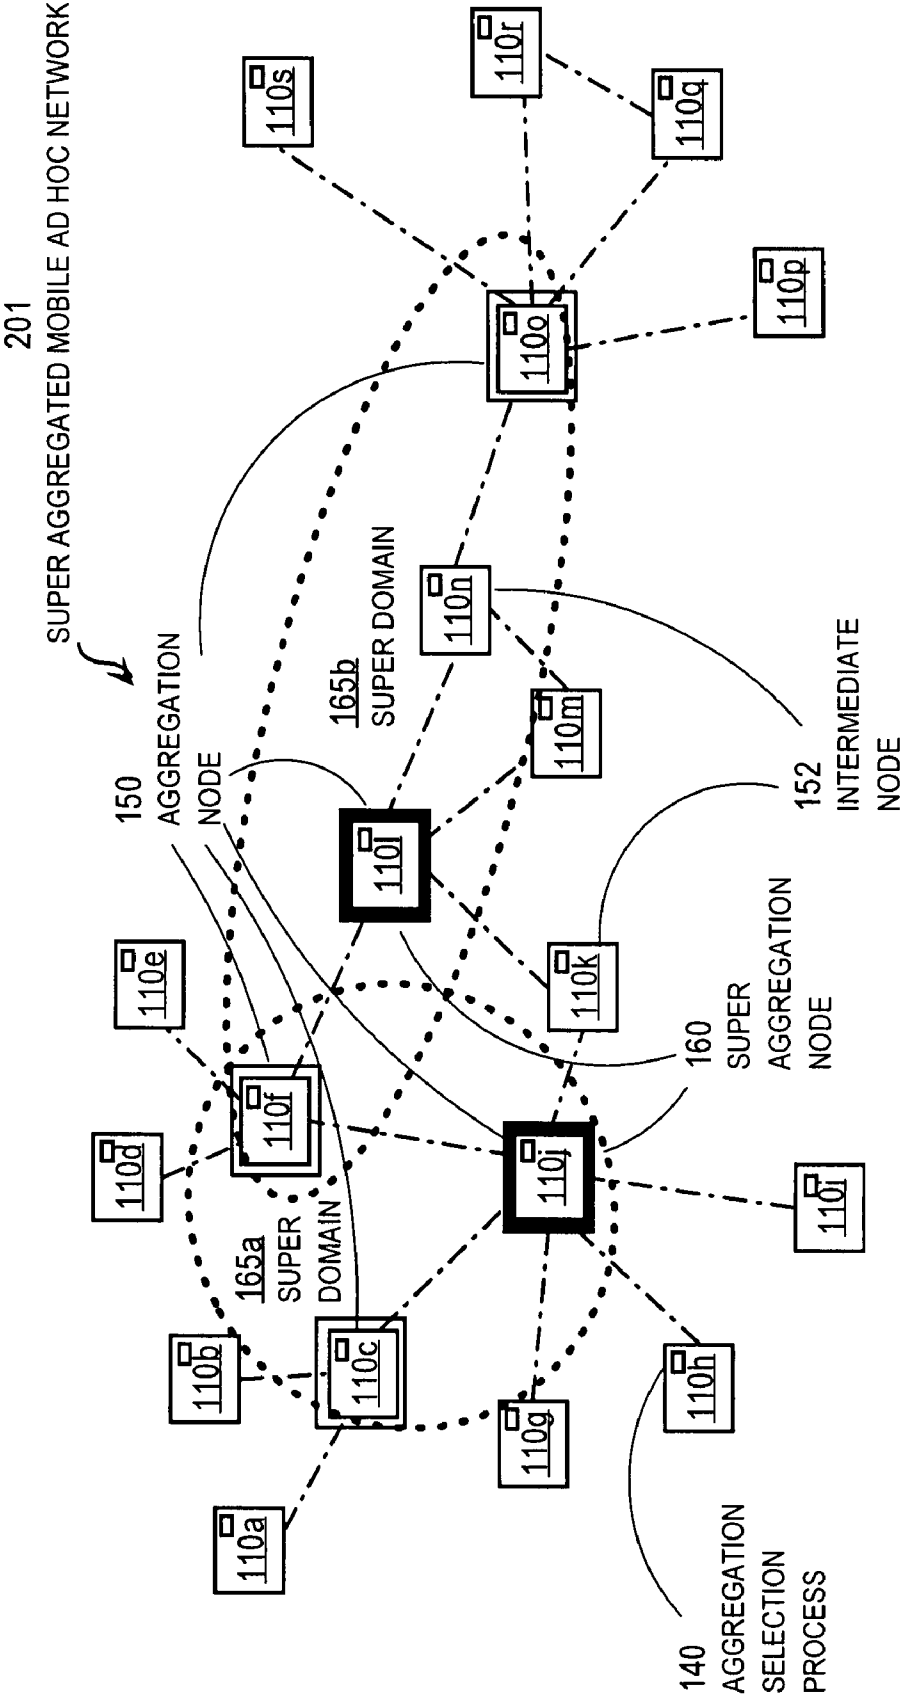 201
SUPER AGGREGATED MOBILE AD HOC NETWORK
150
AGGREGATION
NODE
110a
110b
110c
110d
110e
110f
110g
110h
110i
110j
110k
110l
110m
110n
110o
110p
110q
110r
110s
165a
SUPER
DOMAIN
165b
SUPER DOMAIN
140
AGGREGATION
SELECTION
PROCESS
160
SUPER
AGGREGATION
NODE
152
INTERMEDIATE
NODE